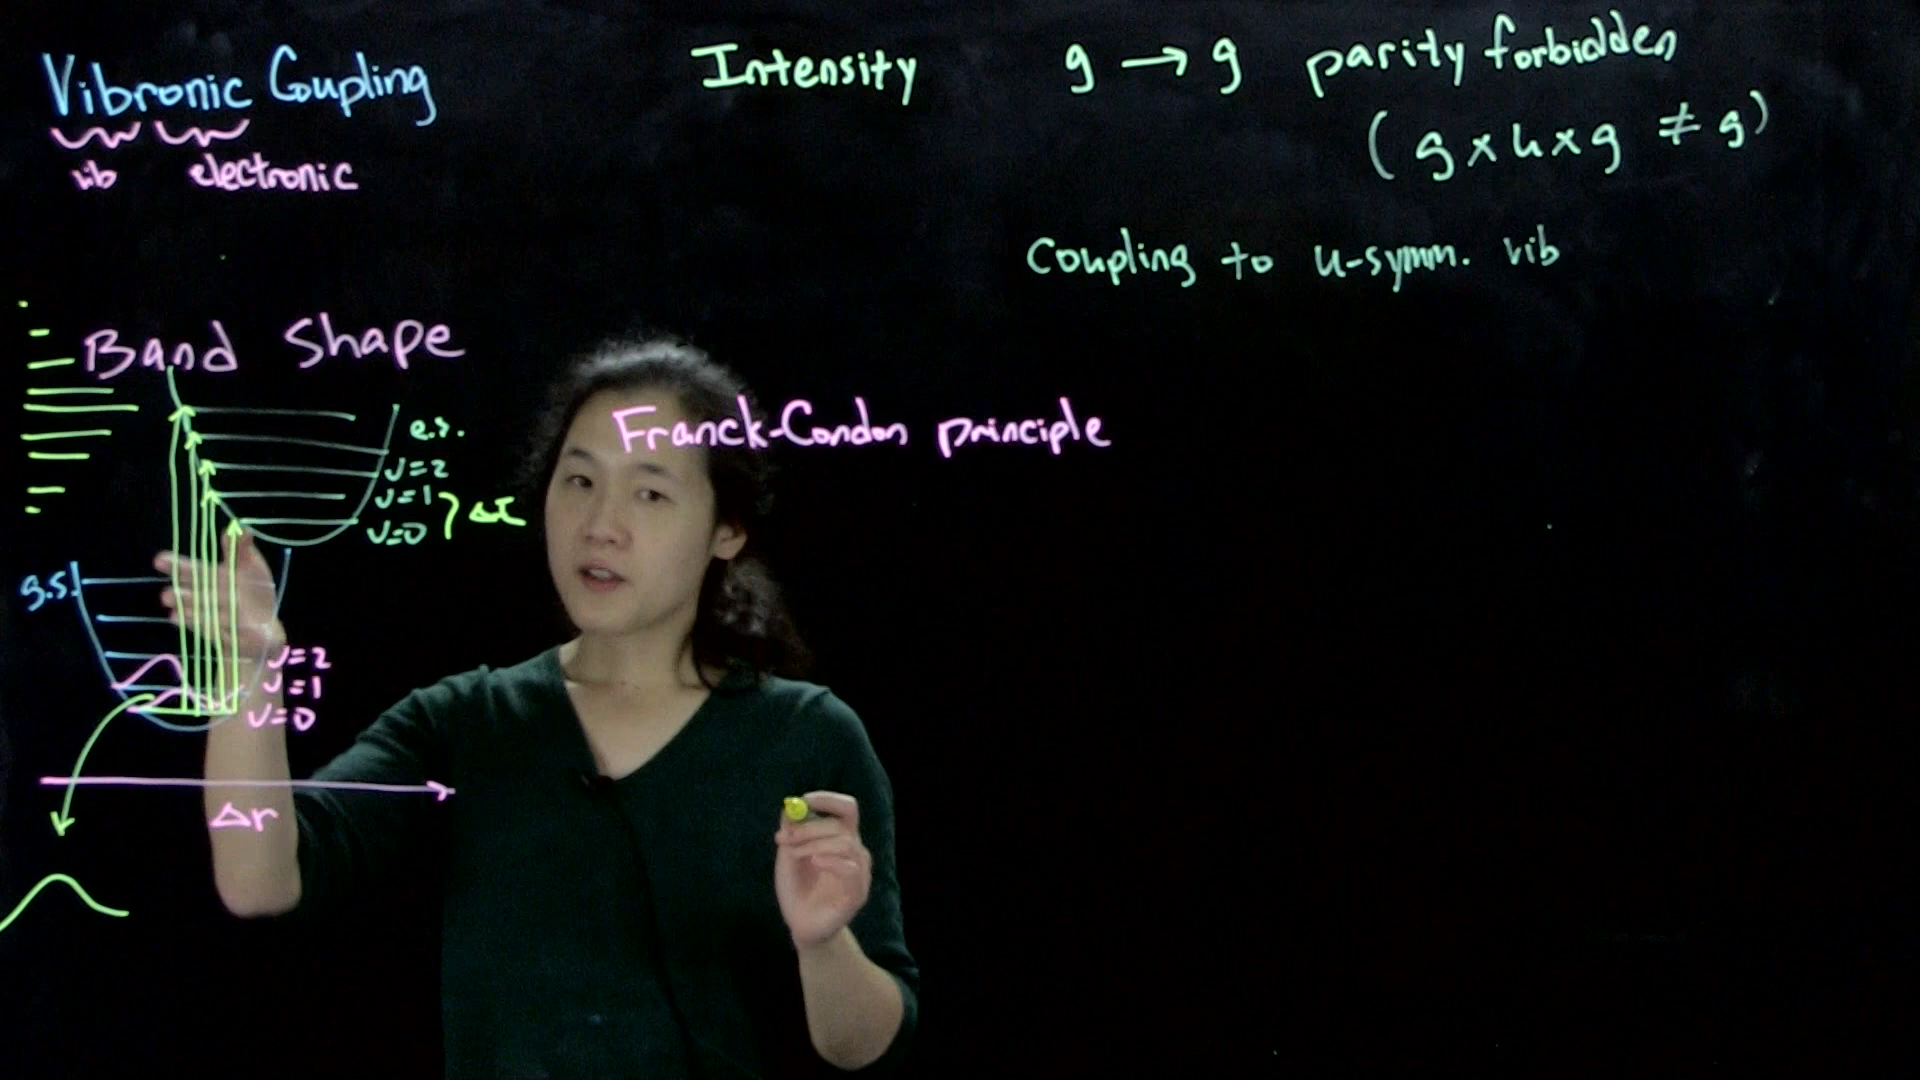 Vibronic Coupling
vib electronic
Intensity
g → g parity forbidden
(g x u x g ≠ g)
Coupling to u-symm. vib
Band Shape
Franck-Condon principle
e.s.
v=2
v=1
v=0
ΔE
g.s.
v=2
v=1
v=0
Δr